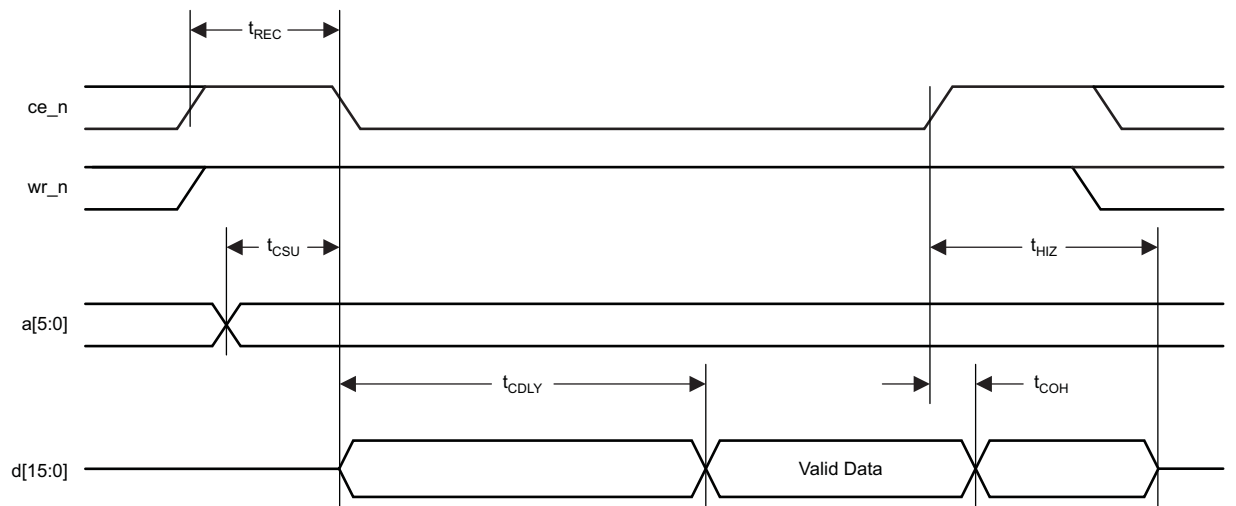 tREC
ce_n
wr_n
tCSU
tHIZ
a[5:0]
tCDLY
tCOH
d[15:0]
Valid Data